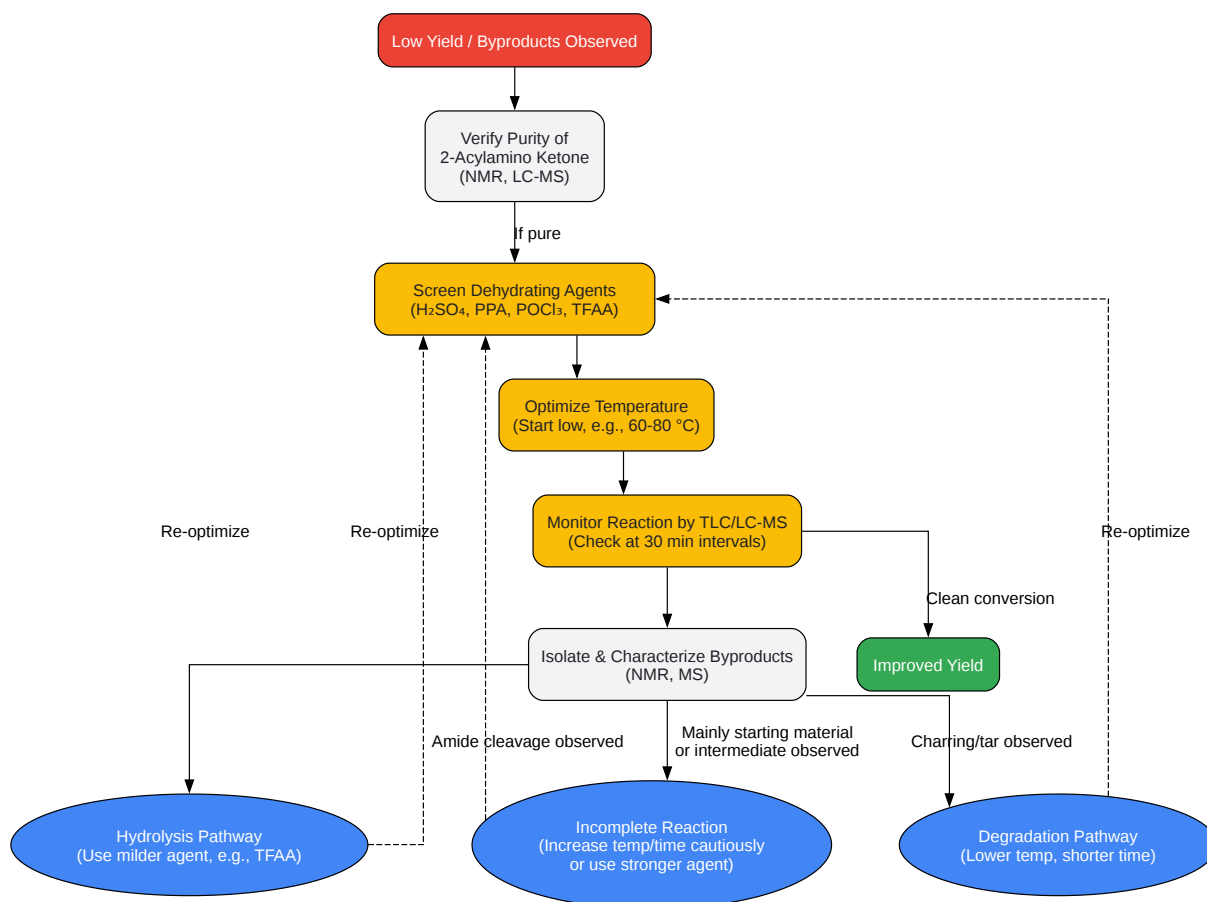 Low Yield / Byproducts Observed
Verify Purity of
2-Acylamino Ketone
(NMR, LC-MS)
If pure
Screen Dehydrating Agents
(H₂SO₄, PPA, POCl₃, TFAA)
Optimize Temperature
(Start low, e.g., 60-80 °C)
Monitor Reaction by TLC/LC-MS
(Check at 30 min intervals)
Re-optimize
Re-optimize
Re-optimize
Clean conversion
Isolate & Characterize Byproducts
(NMR, MS)
Improved Yield
Amide cleavage observed
Mainly starting material
or intermediate observed
Charring/tar observed
Hydrolysis Pathway
(Use milder agent, e.g., TFAA)
Incomplete Reaction
(Increase temp/time cautiously
or use stronger agent)
Degradation Pathway
(Lower temp, shorter time)